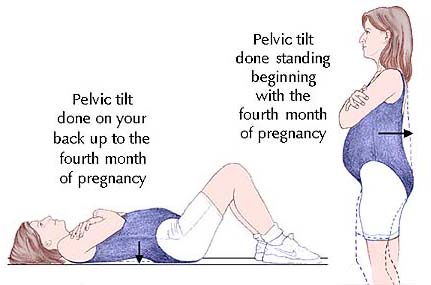 Pelvic tilt
done on your
back up to the
fourth month
of pregnancy
Pelvic tilt
done standing
beginning
with the
fourth month
of pregnancy